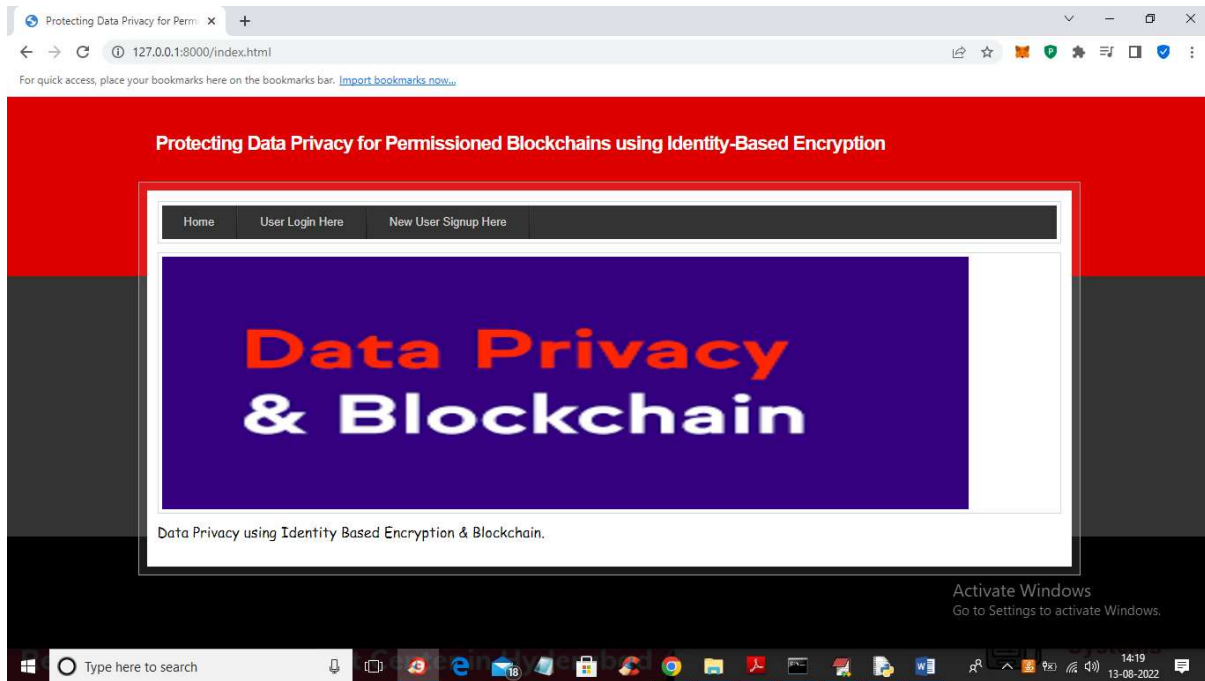 Protecting Data Privacy for Perm
127.0.0.1:8000/index.html
For quick access, place your bookmarks here on the bookmarks bar. Import bookmarks now...
Protecting Data Privacy for Permissioned Blockchains using Identity-Based Encryption
Home User Login Here New User Signup Here
Data Privacy
& Blockchain
Data Privacy using Identity Based Encryption & Blockchain.
Activate Windows
Go to Settings to activate Windows.
Type here to search
18
14:19
13-08-2022